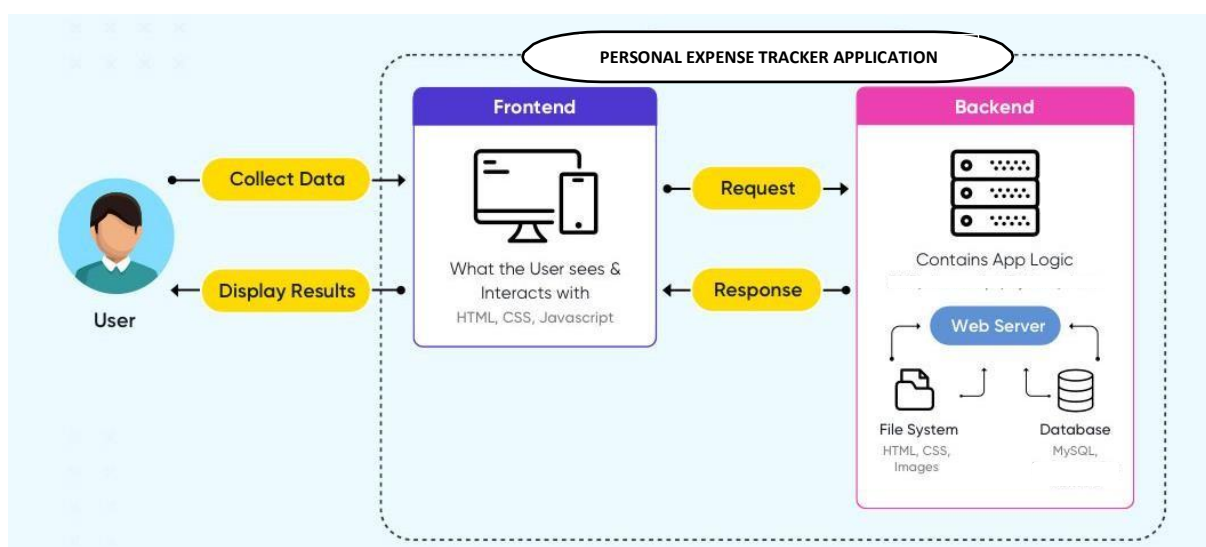 PERSONAL EXPENSE TRACKER APPLICATION
Frontend
Backend
Collect Data
Request
What the User sees &
Interacts with
HTML, CSS, Javascript
Contains App Logic
Display Results
Response
User
Web Server
File System
HTML, CSS,
Images
Database
MySQL,